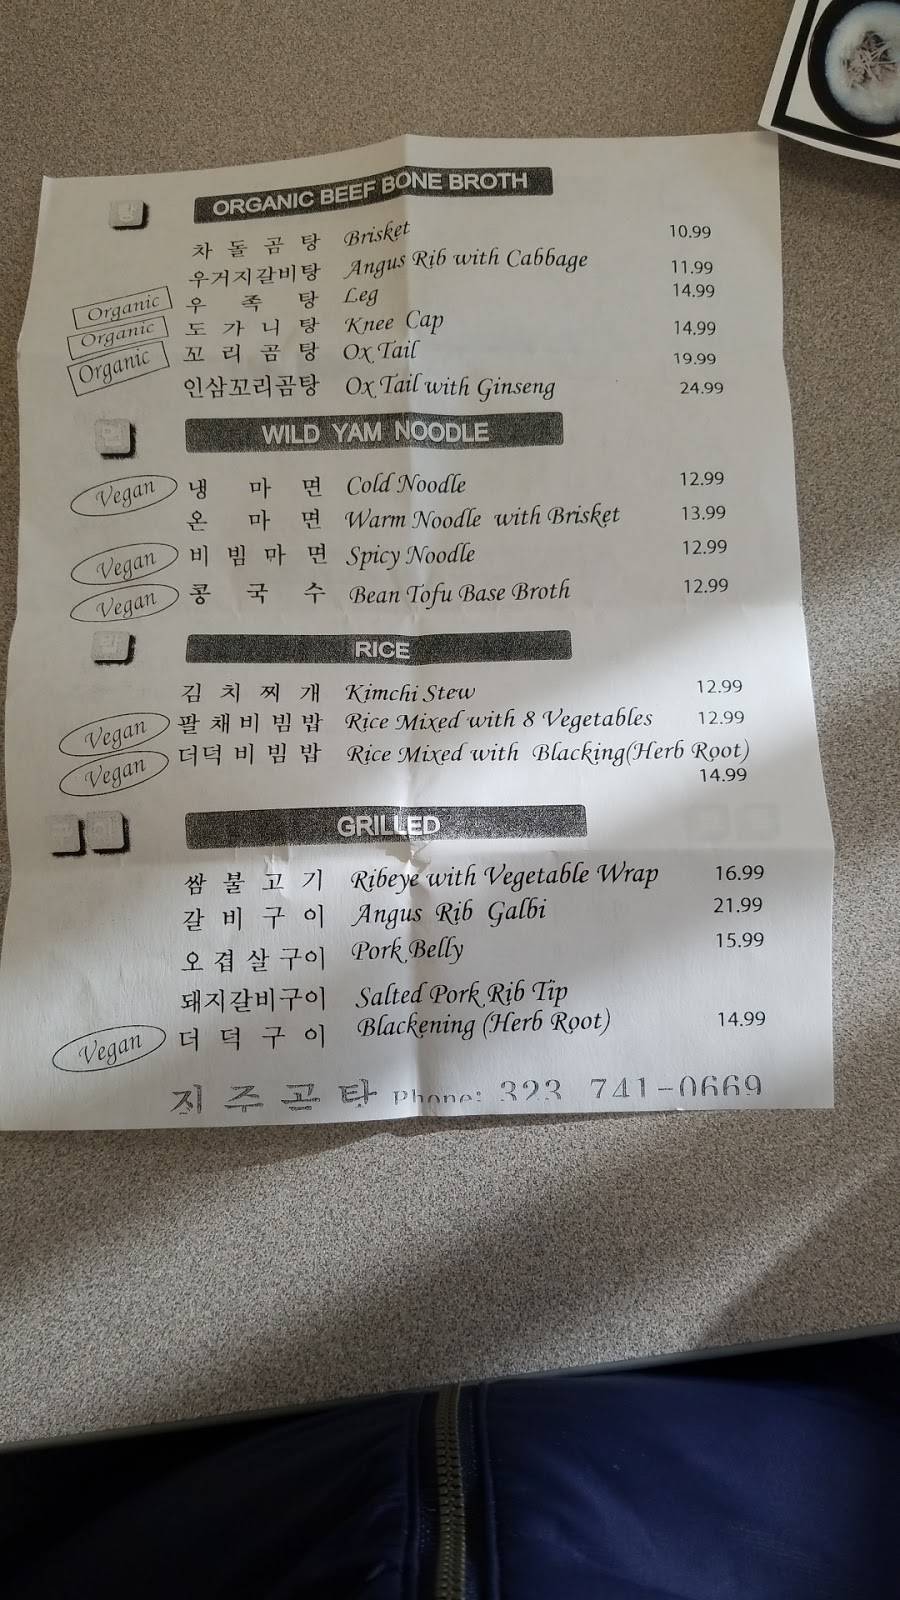 탕 ORGANIC BEEF BONE BROTH
차돌곰탕 Brisket 10.99
우거지갈비탕 Angus Rib with Cabbage 11.99
Organic 우족탕 Leg 14.99
Organic 도가니탕 Knee Cap 14.99
Organic 꼬리곰탕 Ox Tail 19.99
인삼꼬리곰탕 Ox Tail with Ginseng 24.99
면 WILD YAM NOODLE
Vegan 냉마면 Cold Noodle 12.99
온마면 Warm Noodle with Brisket 13.99
Vegan 비빔마면 Spicy Noodle 12.99
Vegan 콩국수 Bean Tofu Base Broth 12.99
밥 RICE
김치찌개 Kimchi Stew 12.99
Vegan 팔채비빔밥 Rice Mixed with 8 Vegetables 12.99
Vegan 더덕비빔밥 Rice Mixed with Blacking(Herb Root)
14.99
구이 GRILLED
쌈불고기 Ribeye with Vegetable Wrap 16.99
갈비구이 Angus Rib Galbi 21.99
오겹살구이 Pork Belly 15.99
돼지갈비구이 Salted Pork Rib Tip
Vegan 더덕구이 Blackening (Herb Root) 14.99
진주곰탕 Phone: 323 741-0669